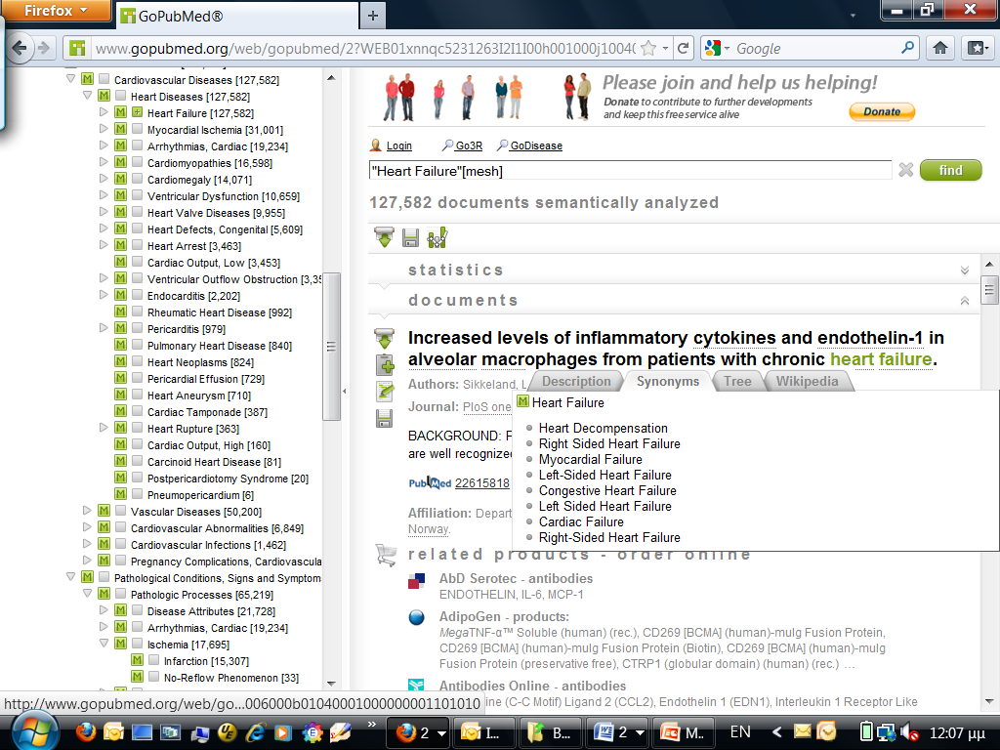 Firefox
GoPubMed®
www.gopubmed.org/web/gopubmed/2?WEB01xnnqc5231263I2I1I00h001000j1004(
Google
Cardiovascular Diseases [127,582]
Heart Diseases [127,582]
Heart Failure [127,582]
Myocardial Ischemia [31,001]
Arrhythmias, Cardiac [19,234]
Cardiomyopathies [16,598]
Cardiomegaly [14,071]
Ventricular Dysfunction [10,659]
Heart Valve Diseases [9,955]
Heart Defects, Congenital [5,609]
Heart Arrest [3,463]
Cardiac Output, Low [3,453]
Ventricular Outflow Obstruction [3,35
Endocarditis [2,202]
Rheumatic Heart Disease [992]
Pericarditis [979]
Pulmonary Heart Disease [840]
Heart Neoplasms [824]
Pericardial Effusion [729]
Heart Aneurysm [710]
Cardiac Tamponade [387]
Heart Rupture [363]
Cardiac Output, High [160]
Carcinoid Heart Disease [81]
Postpericardiotomy Syndrome [20]
Pneumopericardium [6]
Vascular Diseases [50,200]
Cardiovascular Abnormalities [6,849]
Cardiovascular Infections [1,462]
Pregnancy Complications, Cardiovascula
Pathological Conditions, Signs and Symptom
Pathologic Processes [65,219]
Disease Attributes [21,728]
Arrhythmias, Cardiac [19,234]
Ischemia [17,695]
Infarction [15,307]
No-Reflow Phenomenon [33]
Please join and help us helping!
Donate to contribute to further developments
and keep this free service alive
Donate
Login Go3R GoDisease
"Heart Failure"[mesh]
find
127,582 documents semantically analyzed
statistics
documents
Increased levels of inflammatory cytokines and endothelin-1 in
alveolar macrophages from patients with chronic heart failure.
Authors: Sikkeland, L
Journal: PLoS one
Description Synonyms Tree Wikipedia
Heart Failure
Heart Decompensation
Right Sided Heart Failure
Myocardial Failure
Left-Sided Heart Failure
Congestive Heart Failure
Left Sided Heart Failure
Cardiac Failure
Right-Sided Heart Failure
BACKGROUND:
are well recognize
PubMed 22615818
Affiliation: Depart
Norway.
related products - order online
AbD Serotec - antibodies
ENDOTHELIN, IL-6, MCP-1
AdipoGen - products:
MegaTNF-α™ Soluble (human) (rec.), CD269 [BCMA] (human)-muIg Fusion Protein,
CD269 [BCMA] (human)-muIg Fusion Protein (Biotin), CD269 [BCMA] (human)-muIg
Fusion Protein (preservative free), CTRP1 (globular domain) (human) (rec.) ...
Antibodies Online - antibodies
ine (C-C Motif) Ligand 2 (CCL2), Endothelin 1 (EDN1), Interleukin 1 Receptor Like
http://www.gopubmed.org/web/go...006000b01040001000000001101010
2
I...
B...
2
M...
EN
12:07 μμ